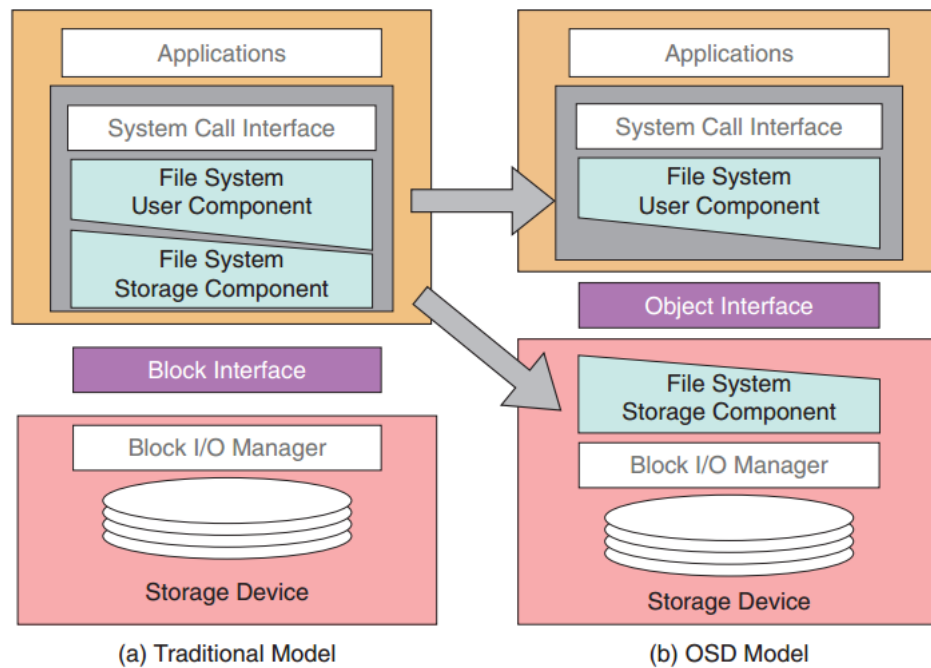 Applications
System Call Interface
File System
User Component
File System
Storage Component
Block Interface
Block I/O Manager
Storage Device
(a) Traditional Model
Applications
System Call Interface
File System
User Component
Object Interface
File System
Storage Component
Block I/O Manager
Storage Device
(b) OSD Model